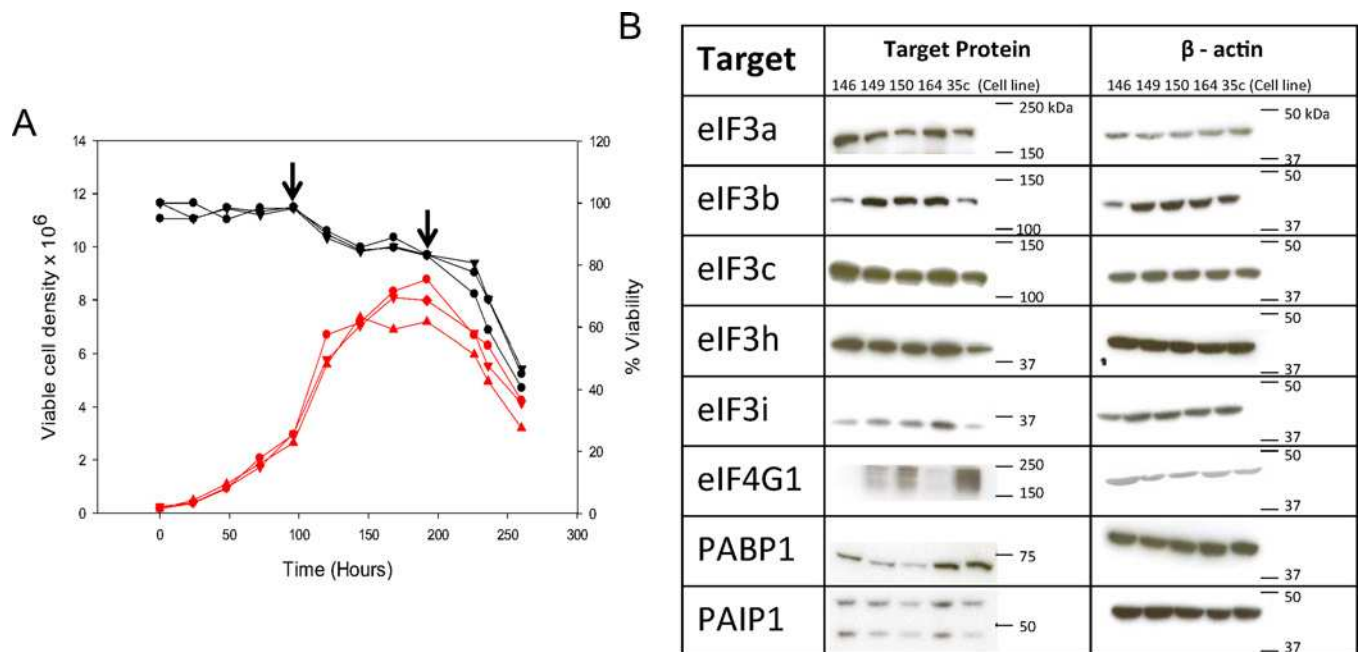 A
Viable cell density x 10^6
14
12
10
8
6
4
2
0
0 50 100 150 200 250 300
Time (Hours)
120
100
80
60
40
20
0
% Viability
B
Target
Target Protein
146 149 150 164 35c (Cell line)
β - actin
146 149 150 164 35c (Cell line)
eIF3a
250 kDa
150
50 kDa
37
eIF3b
150
100
50
37
eIF3c
150
100
50
37
eIF3h
37
50
37
eIF3i
37
50
37
eIF4G1
250
150
50
37
PABP1
75
37
PAIP1
50
50
37